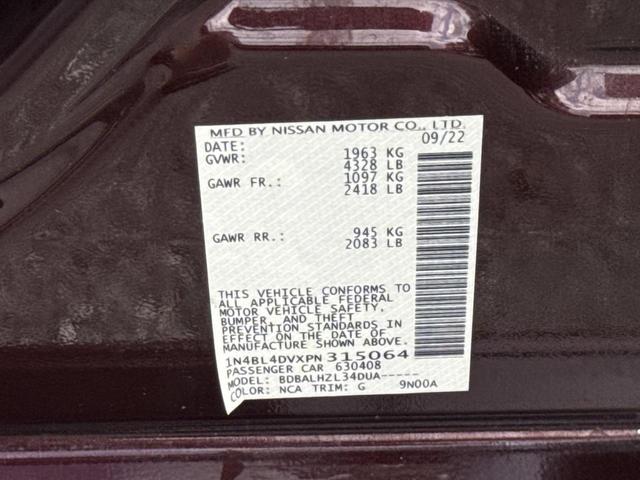 MFD BY NISSAN MOTOR CO., LTD.
DATE: 09/22
GVWR: 1963 KG
4328 LB
GAWR FR.: 1097 KG
2418 LB
GAWR RR.: 945 KG
2083 LB
THIS VEHICLE CONFORMS TO
ALL APPLICABLE FEDERAL
MOTOR VEHICLE SAFETY,
BUMPER, AND THEFT
PREVENTION STANDARDS IN
EFFECT ON THE DATE OF
MANUFACTURE SHOWN ABOVE.
1N4BL4DVXPN315064
PASSENGER CAR 630408
MODEL: BDBALHZL34DUA-----
COLOR: NCA TRIM: G 9N00A